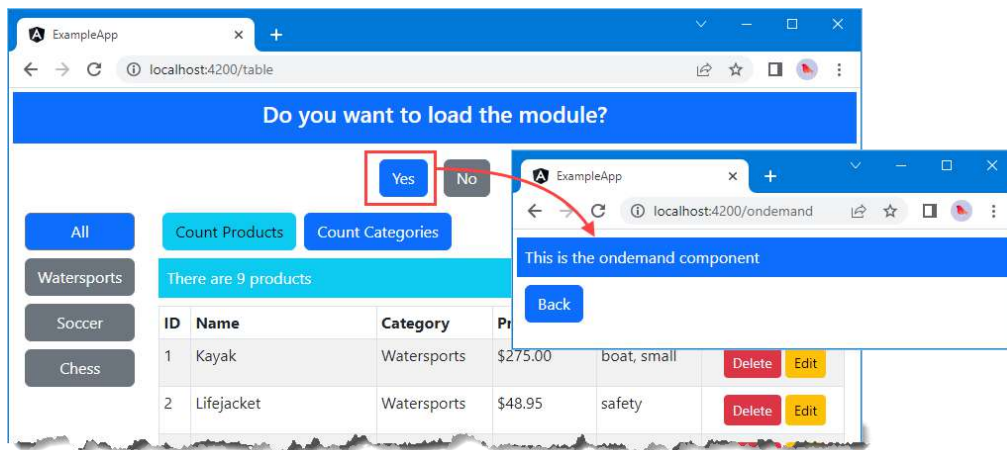 ExampleApp
localhost:4200/table
Do you want to load the module?
Yes No
All
Watersports
Soccer
Chess
Count Products Count Categories
There are 9 products
ID Name Category
1 Kayak Watersports $275.00 boat, small Delete Edit
2 Lifejacket Watersports $48.95 safety Delete Edit
ExampleApp
localhost:4200/ondemand
This is the ondemand component
Back